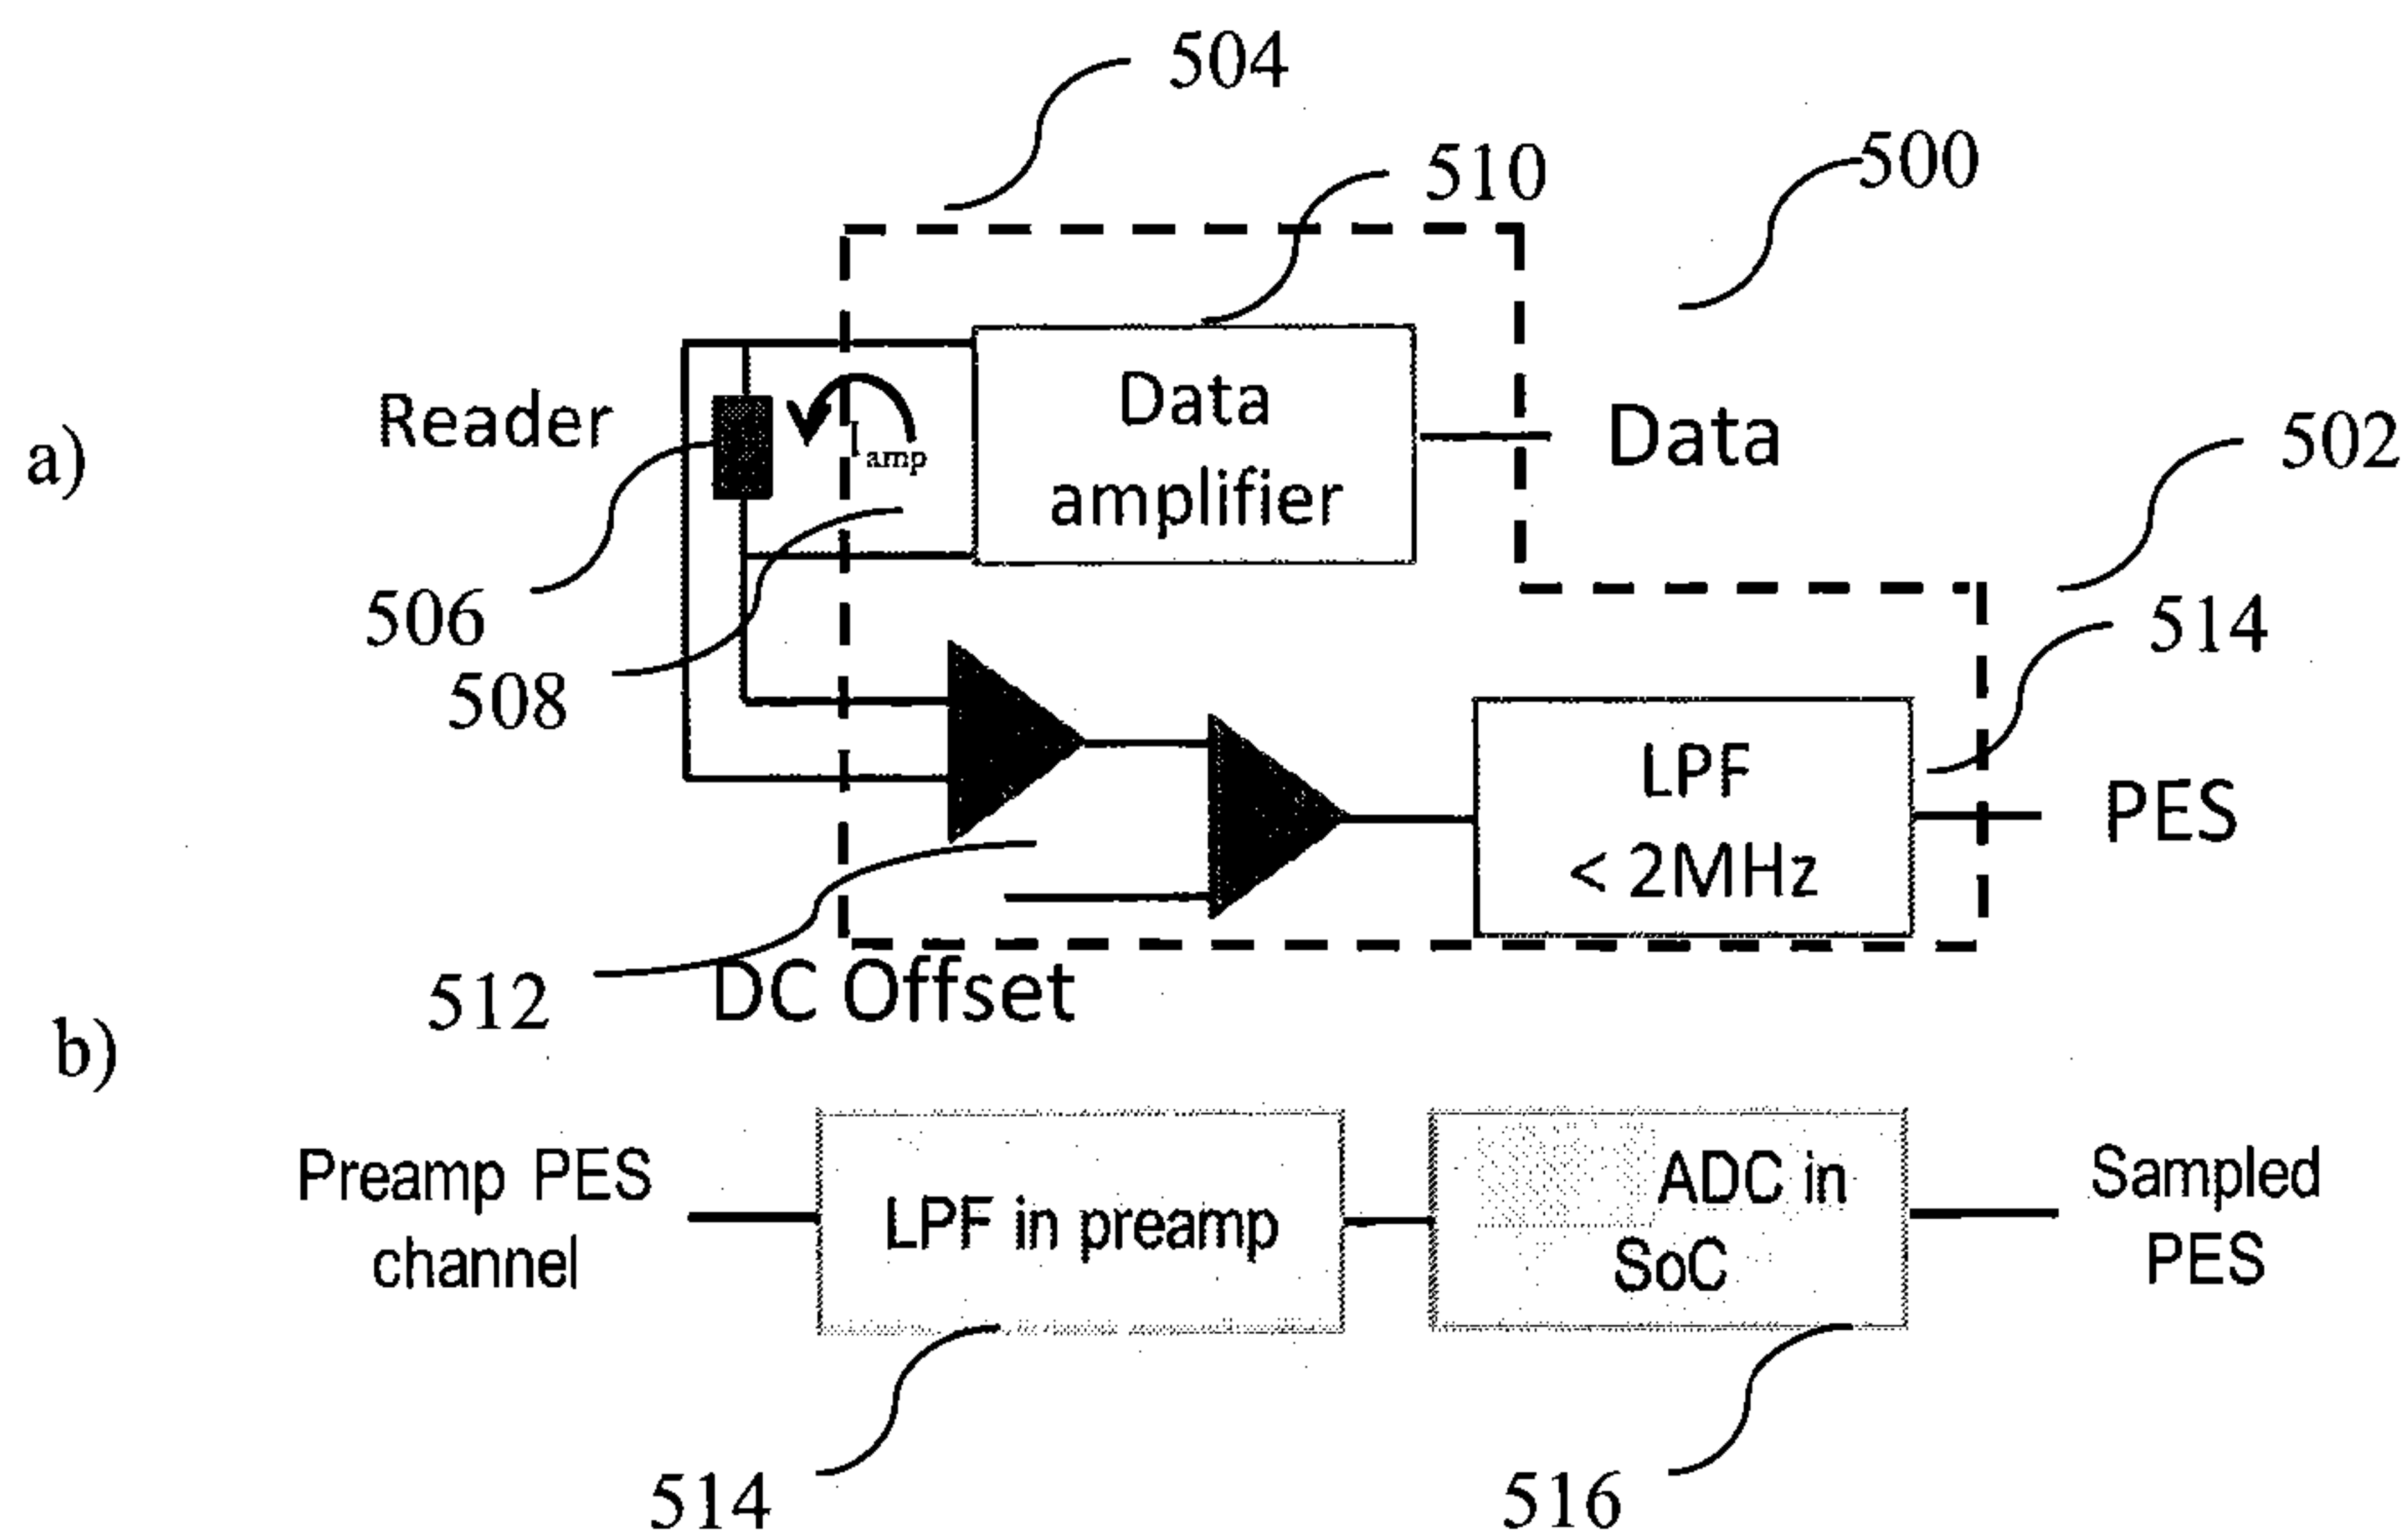 504
510
500
a)
Reader
I amp
Data
amplifier
Data
502
506
508
514
LPF
< 2MHz
PES
512
DC Offset
b)
Preamp PES
channel
LPF in preamp
ADC in
SoC
Sampled
PES
514
516